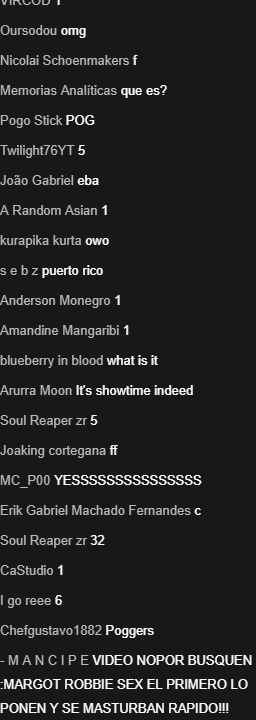 VIRCOD 1
Oursodou omg
Nicolai Schoenmakers f
Memorias Analíticas que es?
Pogo Stick POG
Twilight76YT 5
João Gabriel eba
A Random Asian 1
kurapika kurta owo
s e b z puerto rico
Anderson Monegro 1
Amandine Mangaribi 1
blueberry in blood what is it
Arurra Moon It's showtime indeed
Soul Reaper zr 5
Joaking cortegana ff
MC_P00 YESSSSSSSSSSSSSSS
Erik Gabriel Machado Fernandes c
Soul Reaper zr 32
CaStudio 1
I go reee 6
Chefgustavo1882 Poggers
- M A N C I P E VIDEO NOPOR BUSQUEN
:MARGOT ROBBIE SEX EL PRIMERO LO
PONEN Y SE MASTURBAN RAPIDO!!!